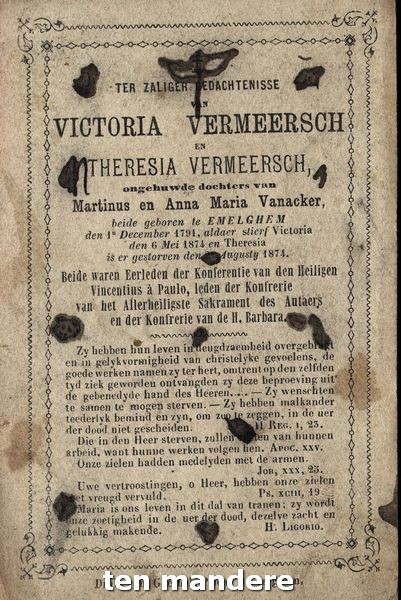 TER ZALIGER GEDACHTENISSE
VAN
VICTORIA VERMEERSCH
EN
THERESIA VERMEERSCH,
ongehuwde dochters van
Martinus en Anna Maria Vanacker,
beide geboren te EMELGHEM
den 1n December 1791, aldaer stierf Victoria
den 6 Mei 1874 en Theresia
is er gestorven den Augusty 1874.
Beide waren Eerleden der Konferentie van den Heiligen
Vincentius à Paulo, leden der Konfrerie
van het Allerheiligste Sakrament des Autaers
en der Konfrerie van de H. Barbara.
Zy hebben hun leven in deugdzaemheid overgebragt
en in gelykvormigheid van christelyke gevoelens, de
goede werken namen zy ter hert, omtrent op den zelfden
tyd ziek geworden ontvangden zy deze beproeving uit
de gebenedyde hand des Heeren.... — Zy wenschten
te samen te mogen sterven. — Zy hebben malkander
teederlyk bemind en zyn, om zoo te zeggen, in de uer
der dood niet gescheiden. II REG. 1, 23.
Die in den Heer sterven, zullen van hunnen
arbeid, want hunne werken volgen hen. APOC. XXV.
Onze zielen hadden medelyden met de armen.
JOB, XXX, 25.
Uwe vertroostingen, o Heer, hebben onze zielen
met vreugd vervuld. PS. XCIII, 19
Maria is ons leven in dit dal van tranen; zy wordt
onze zoetigheid in de uer der dood, dezelve zacht en
gelukkig makende. H. LIGORIO.
ten mandere